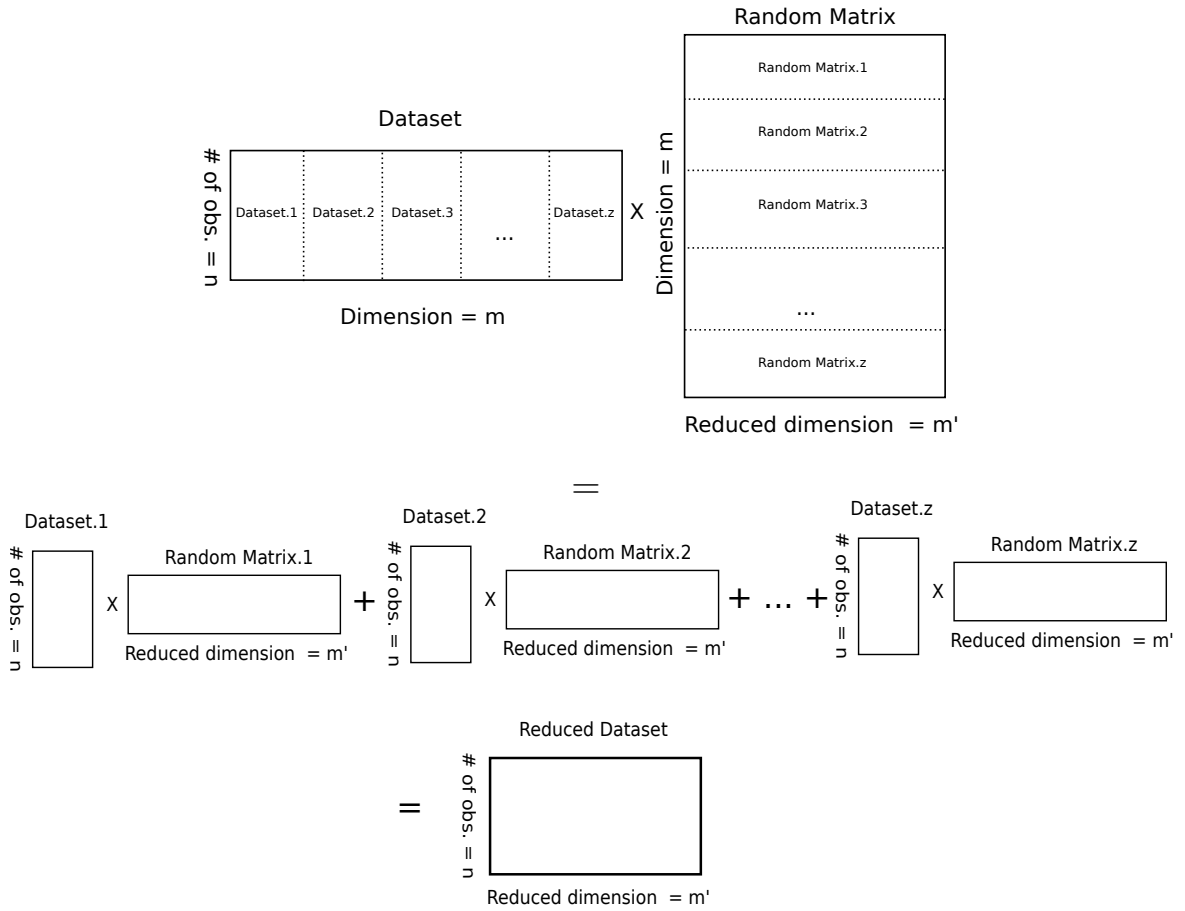 Random Matrix
Random Matrix.1
Random Matrix.2
Random Matrix.3
...
Random Matrix.z
Dimension = m
Reduced dimension = m'
Dataset
# of obs. = n
Dataset.1 Dataset.2 Dataset.3 ... Dataset.z
X
Dimension = m
=
Dataset.1
# of obs. = n
X
Random Matrix.1
Reduced dimension = m'
+
Dataset.2
# of obs. = n
X
Random Matrix.2
Reduced dimension = m'
+ ... +
Dataset.z
# of obs. = n
X
Random Matrix.z
Reduced dimension = m'
=
Reduced Dataset
# of obs. = n
Reduced dimension = m'